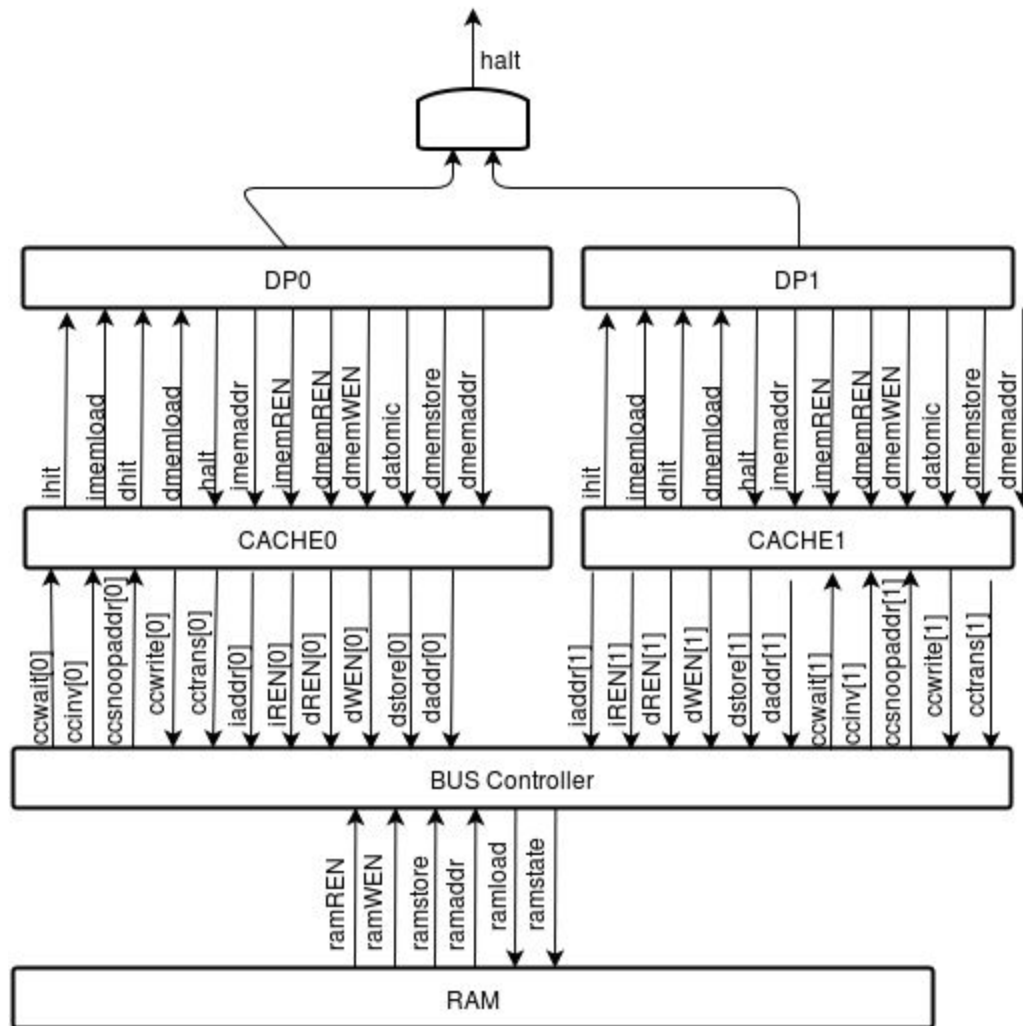 halt
DP0
DP1
ihit
imemload
dhit
dmemload
halt
imemaddr
imemREN
dmemREN
dmemWEN
datomic
dmemstore
dmemaddr
ihit
imemload
dhit
dmemload
halt
imemaddr
imemREN
dmemREN
dmemWEN
datomic
dmemstore
dmemaddr
CACHE0
CACHE1
ccwait[0]
ccinv[0]
ccsnoopaddr[0]
ccwrite[0]
cctrans[0]
iaddr[0]
iREN[0]
dREN[0]
dWEN[0]
dstore[0]
daddr[0]
iaddr[1]
iREN[1]
dREN[1]
dWEN[1]
dstore[1]
daddr[1]
ccwait[1]
ccinv[1]
ccsnoopaddr[1]
ccwrite[1]
cctrans[1]
BUS Controller
ramREN
ramWEN
ramstore
ramaddr
ramload
ramstate
RAM